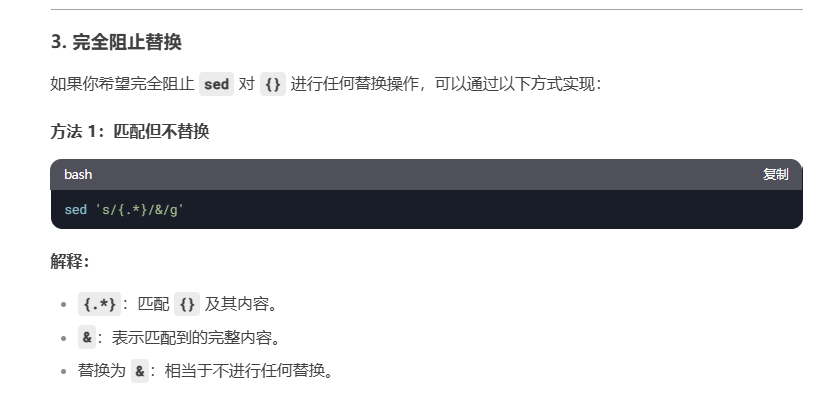 3. 完全阻止替换
如果你希望完全阻止 sed 对 {} 进行任何替换操作，可以通过以下方式实现：
方法 1：匹配但不替换
bash 复制
sed 's/{.*}/&/g'
解释：
• {.*}：匹配 {} 及其内容。
• &：表示匹配到的完整内容。
• 替换为 &：相当于不进行任何替换。